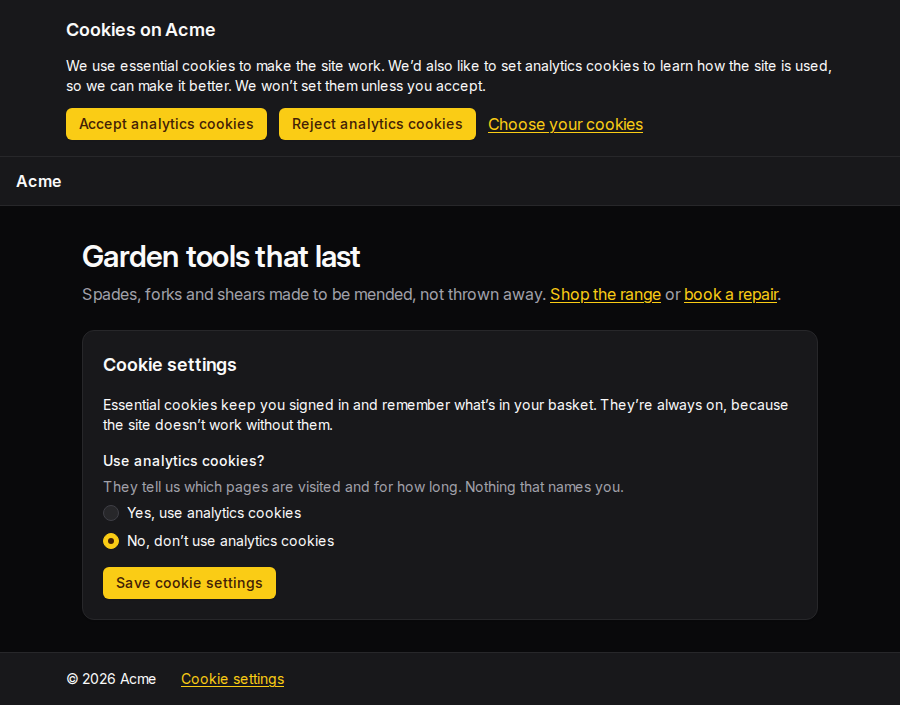 Cookies on Acme
We use essential cookies to make the site work. We’d also like to set analytics cookies to learn how the site is used,
so we can make it better. We won’t set them unless you accept.
Accept analytics cookies
Reject analytics cookies
Choose your cookies
Acme
Garden tools that last
Spades, forks and shears made to be mended, not thrown away. Shop the range or book a repair.
Cookie settings
Essential cookies keep you signed in and remember what’s in your basket. They’re always on, because
the site doesn’t work without them.
Use analytics cookies?
They tell us which pages are visited and for how long. Nothing that names you.
Yes, use analytics cookies
No, don’t use analytics cookies
Save cookie settings
© 2026 Acme
Cookie settings